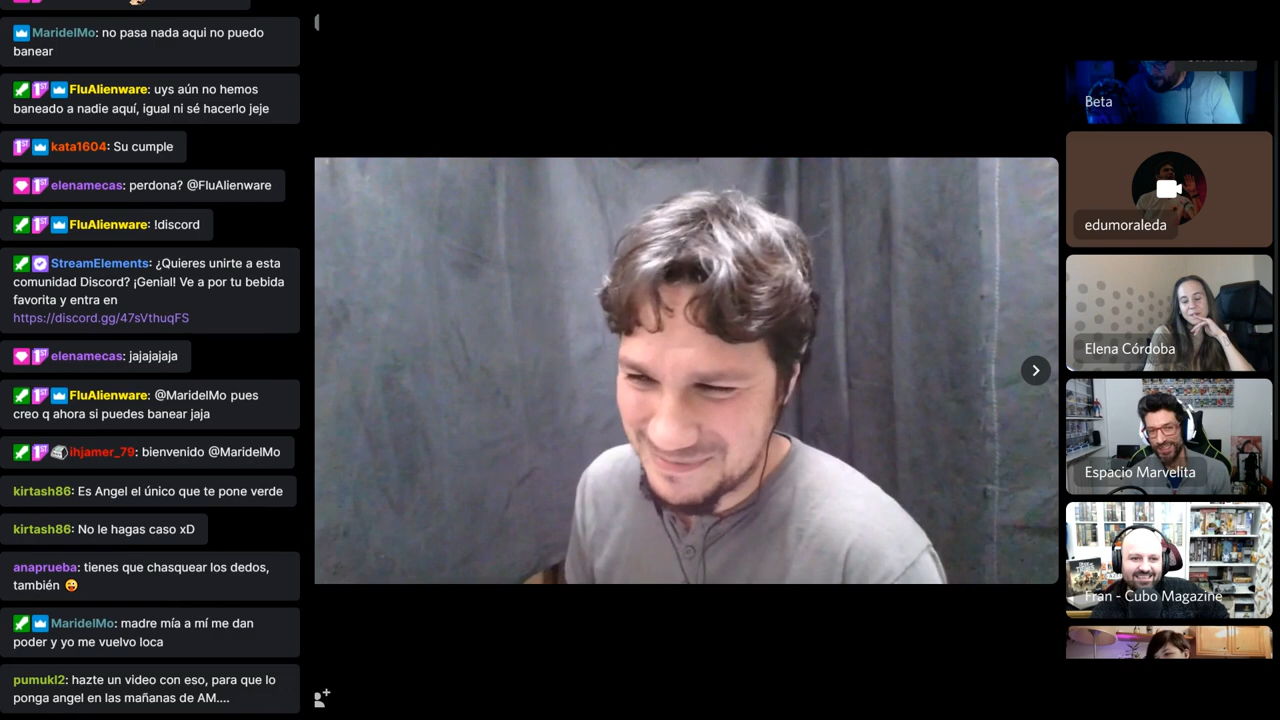 MaridelMo: no pasa nada aqui no puedo
banear
FluAlienware: uys aún no hemos
baneado a nadie aquí, igual ni sé hacerlo jeje
kata1604: Su cumple
elenamecas: perdona? @FluAlienware
FluAlienware: !discord
StreamElements: ¿Quieres unirte a esta
comunidad Discord? ¡Genial! Ve a por tu bebida
favorita y entra en
https://discord.gg/47sVthuqFS
elenamecas: jajajajaja
FluAlienware: @MaridelMo pues
creo q ahora si puedes banear jaja
ihjamer_79: bienvenido @MaridelMo
kirtash86: Es Angel el único que te pone verde
kirtash86: No le hagas caso xD
anaprueba: tienes que chasquear los dedos,
también 😛
MaridelMo: madre mía a mí me dan
poder y yo me vuelvo loca
pumukl2: hazte un video con eso, para que lo
ponga angel en las mañanas de AM....
Beta
edumoraleda
Elena Córdoba
Espacio Marvelita
Fran - Cubo Magazine